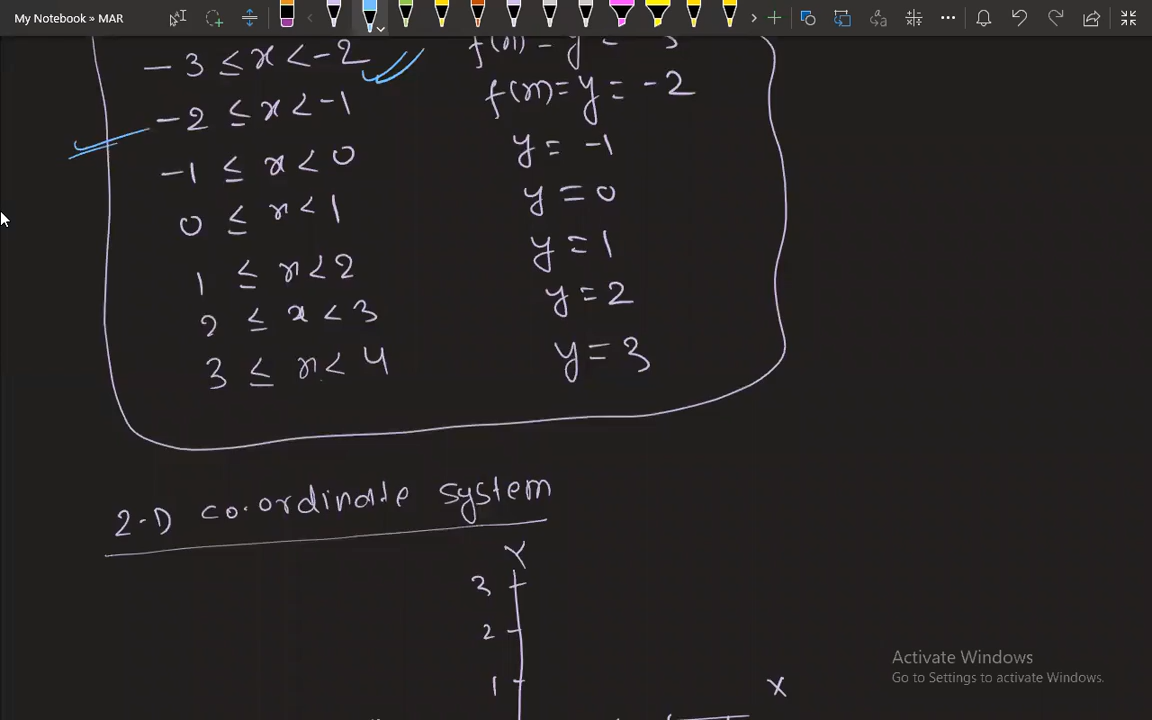 My Notebook » MAR
-3 ≤ x < -2
-2 ≤ x < -1 f(x) = y = -2
-1 ≤ x < 0 y = -1
0 ≤ x < 1 y = 0
1 ≤ x < 2 y = 1
2 ≤ x < 3 y = 2
3 ≤ x < 4 y = 3
2-D co-ordinate system
Y
3
2
1 X
Activate Windows
Go to Settings to activate Windows.